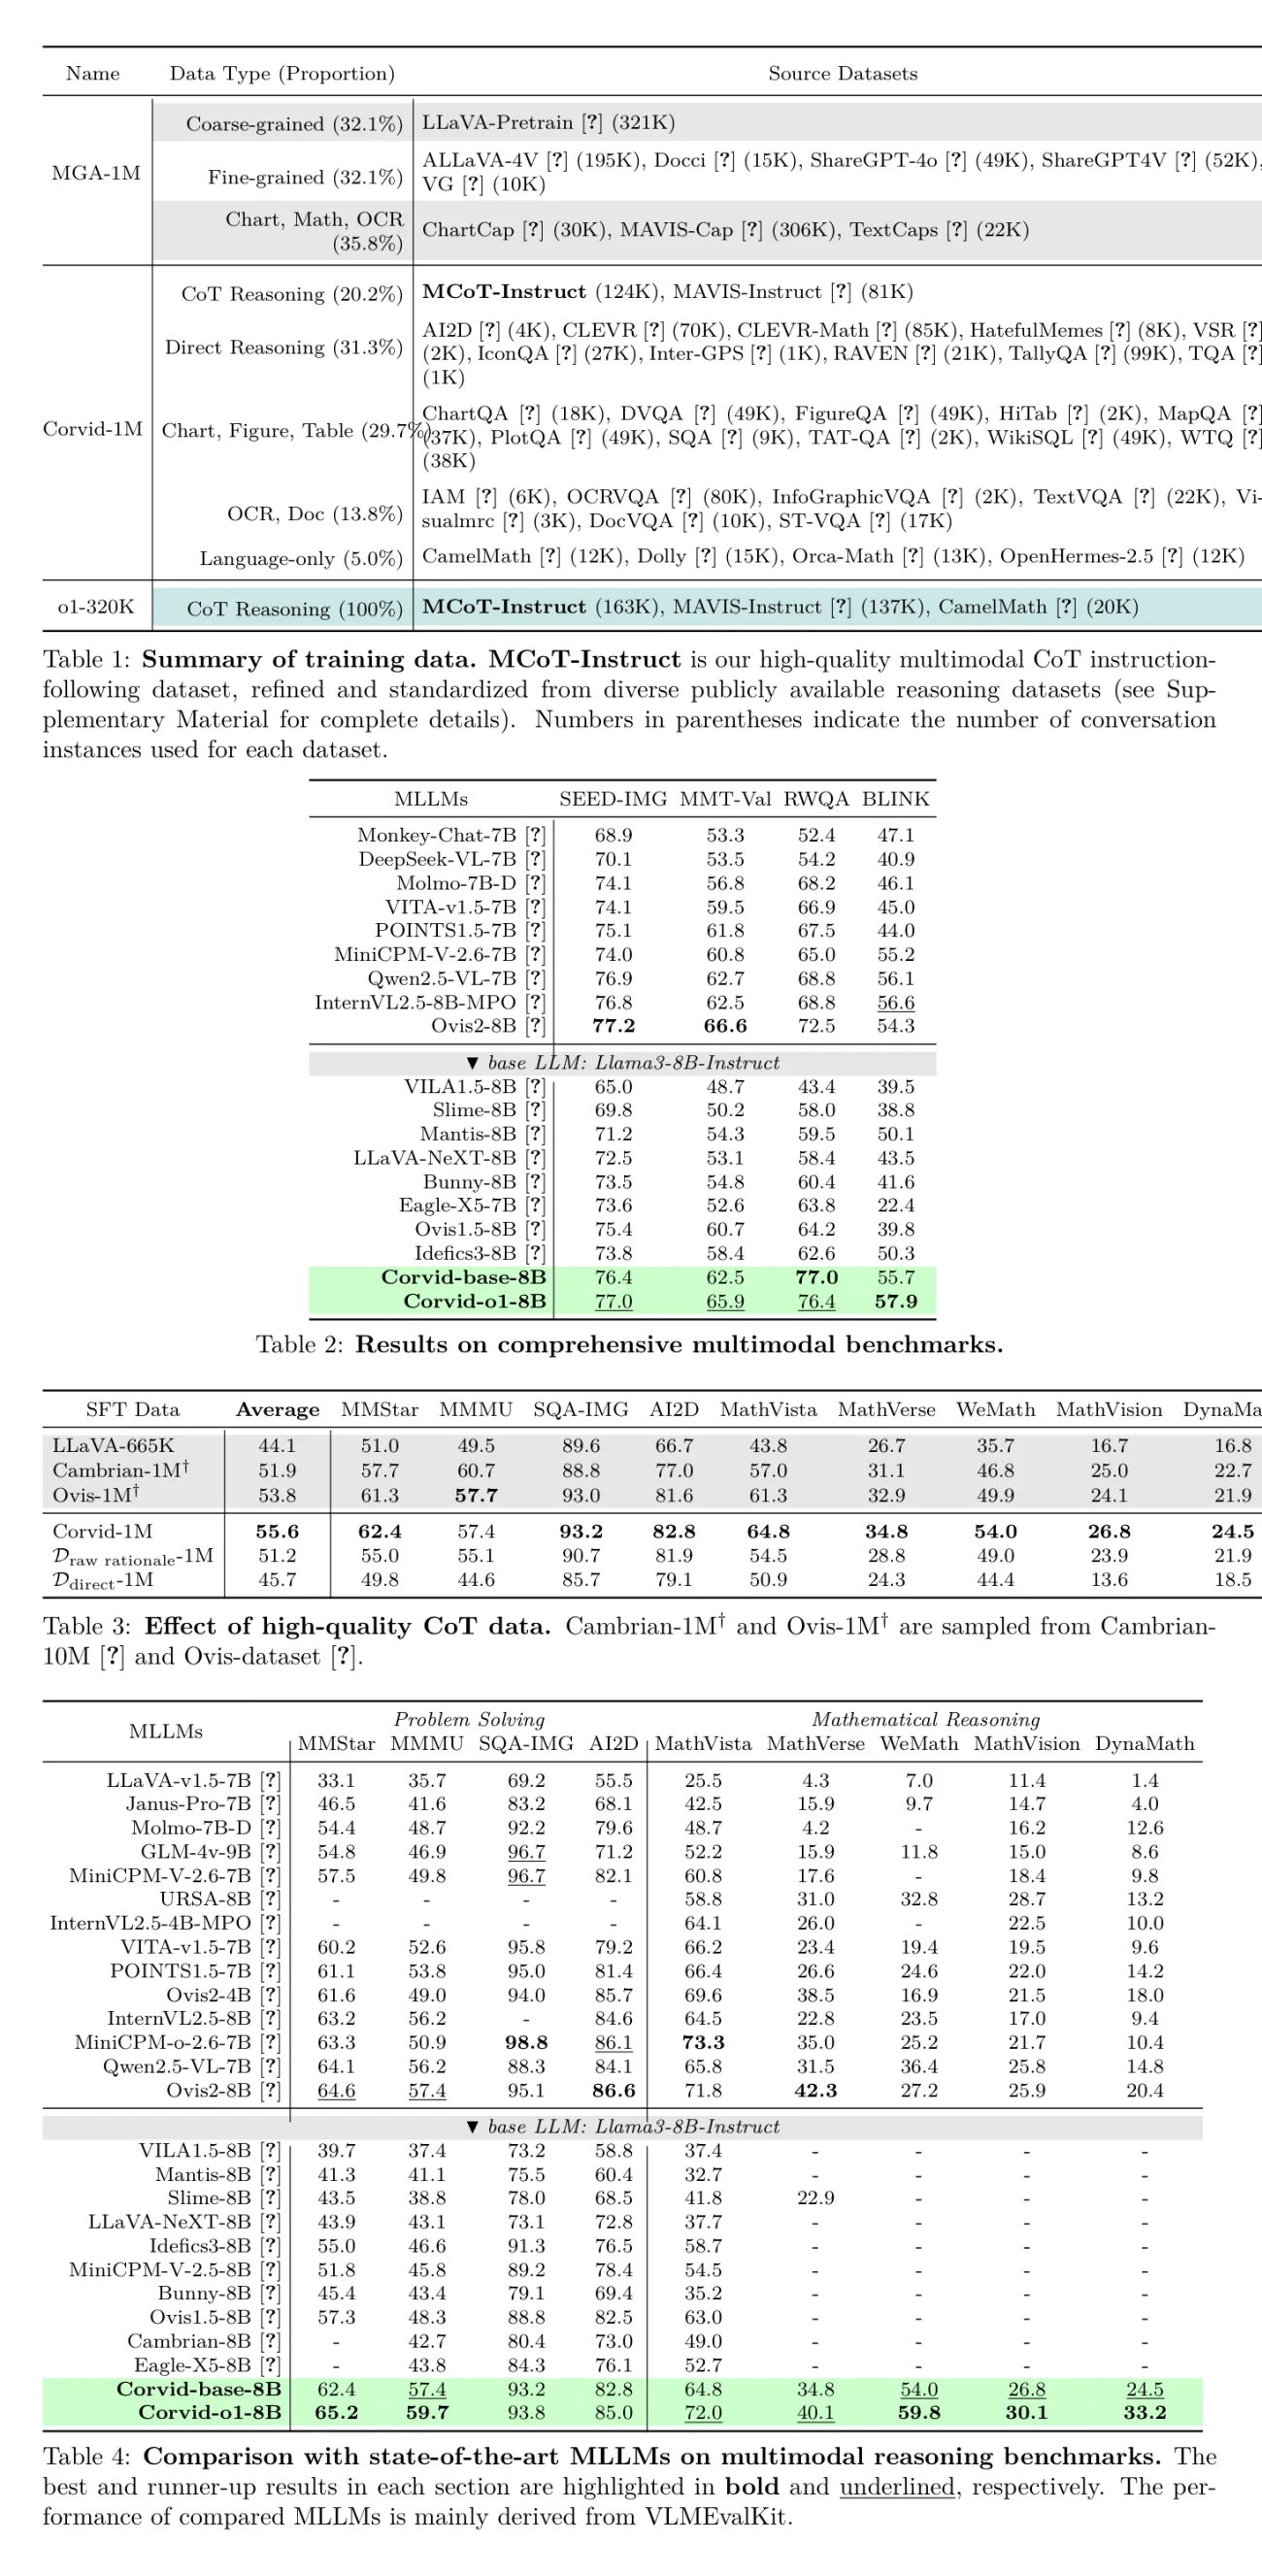 Name Data Type (Proportion) Source Datasets
Coarse-grained (32.1%) LLaVA-Pretrain [?] (321K)
MGA-1M
Fine-grained (32.1%)
ALLaVA-4V [?] (195K), Docci [?] (15K), ShareGPT-4o [?] (49K), ShareGPT4V [?] (52K),
VG [?] (10K)
Chart, Math, OCR
(35.8%)
ChartCap [?] (30K), MAVIS-Cap [?] (306K), TextCaps [?] (22K)
Corvid-1M
CoT Reasoning (20.2%) MCoT-Instruct (124K), MAVIS-Instruct [?] (81K)
Direct Reasoning (31.3%)
AI2D [?] (4K), CLEVR [?] (70K), CLEVR-Math [?] (85K), HatefulMemes [?] (8K), VSR [?]
(2K), IconQA [?] (27K), Inter-GPS [?] (1K), RAVEN [?] (21K), TallyQA [?] (99K), TQA [?]
(1K)
Chart, Figure, Table (29.7%)
ChartQA [?] (18K), DVQA [?] (49K), FigureQA [?] (49K), HiTab [?] (2K), MapQA [?]
(37K), PlotQA [?] (49K), SQA [?] (9K), TAT-QA [?] (2K), WikiSQL [?] (49K), WTQ [?]
(38K)
OCR, Doc (13.8%)
IAM [?] (6K), OCRVQA [?] (80K), InfoGraphicVQA [?] (2K), TextVQA [?] (22K), Vi-
sualmrc [?] (3K), DocVQA [?] (10K), ST-VQA [?] (17K)
Language-only (5.0%) CamelMath [?] (12K), Dolly [?] (15K), Orca-Math [?] (13K), OpenHermes-2.5 [?] (12K)
o1-320K CoT Reasoning (100%) MCoT-Instruct (163K), MAVIS-Instruct [?] (137K), CamelMath [?] (20K)
Table 1: Summary of training data. MCoT-Instruct is our high-quality multimodal CoT instruction-
following dataset, refined and standardized from diverse publicly available reasoning datasets (see Sup-
plementary Material for complete details). Numbers in parentheses indicate the number of conversation
instances used for each dataset.
MLLMs SEED-IMG MMT-Val RWQA BLINK
Monkey-Chat-7B [?] 68.9 53.3 52.4 47.1
DeepSeek-VL-7B [?] 70.1 53.5 54.2 40.9
Molmo-7B-D [?] 74.1 56.8 68.2 46.1
VITA-v1.5-7B [?] 74.1 59.5 66.9 45.0
POINTS1.5-7B [?] 75.1 61.8 67.5 44.0
MiniCPM-V-2.6-7B [?] 74.0 60.8 65.0 55.2
Qwen2.5-VL-7B [?] 76.9 62.7 68.8 56.1
InternVL2.5-8B-MPO [?] 76.8 62.5 68.8 56.6
Ovis2-8B [?] 77.2 66.6 72.5 54.3
▼ base LLM: Llama3-8B-Instruct
VILA1.5-8B [?] 65.0 48.7 43.4 39.5
Slime-8B [?] 69.8 50.2 58.0 38.8
Mantis-8B [?] 71.2 54.3 59.5 50.1
LLaVA-NeXT-8B [?] 72.5 53.1 58.4 43.5
Bunny-8B [?] 73.5 54.8 60.4 41.6
Eagle-X5-7B [?] 73.6 52.6 63.8 22.4
Ovis1.5-8B [?] 75.4 60.7 64.2 39.8
Idefics3-8B [?] 73.8 58.4 62.6 50.3
Corvid-base-8B 76.4 62.5 77.0 55.7
Corvid-o1-8B 77.0 65.9 76.4 57.9
Table 2: Results on comprehensive multimodal benchmarks.
SFT Data Average MMStar MMMU SQA-IMG AI2D MathVista MathVerse WeMath MathVision DynaMa
LLaVA-665K 44.1 51.0 49.5 89.6 66.7 43.8 26.7 35.7 16.7 16.8
Cambrian-1M† 51.9 57.7 60.7 88.8 77.0 57.0 31.1 46.8 25.0 22.7
Ovis-1M† 53.8 61.3 57.7 93.0 81.6 61.3 32.9 49.9 24.1 21.9
Corvid-1M 55.6 62.4 57.4 93.2 82.8 64.8 34.8 54.0 26.8 24.5
𝒟raw rationale-1M 51.2 55.0 55.1 90.7 81.9 54.5 28.8 49.0 23.9 21.9
𝒟direct-1M 45.7 49.8 44.6 85.7 79.1 50.9 24.3 44.4 13.6 18.5
Table 3: Effect of high-quality CoT data. Cambrian-1M† and Ovis-1M† are sampled from Cambrian-
10M [?] and Ovis-dataset [?].
MLLMs Problem Solving Mathematical Reasoning
MMStar MMMU SQA-IMG AI2D MathVista MathVerse WeMath MathVision DynaMath
LLaVA-v1.5-7B [?] 33.1 35.7 69.2 55.5 25.5 4.3 7.0 11.4 1.4
Janus-Pro-7B [?] 46.5 41.6 83.2 68.1 42.5 15.9 9.7 14.7 4.0
Molmo-7B-D [?] 54.4 48.7 92.2 79.6 48.7 4.2 - 16.2 12.6
GLM-4v-9B [?] 54.8 46.9 96.7 71.2 52.2 15.9 11.8 15.0 8.6
MiniCPM-V-2.6-7B [?] 57.5 49.8 96.7 82.1 60.8 17.6 - 18.4 9.8
URSA-8B [?] - - - - 58.8 31.0 32.8 28.7 13.2
InternVL2.5-4B-MPO [?] - - - - 64.1 26.0 - 22.5 10.0
VITA-v1.5-7B [?] 60.2 52.6 95.8 79.2 66.2 23.4 19.4 19.5 9.6
POINTS1.5-7B [?] 61.1 53.8 95.0 81.4 66.4 26.6 24.6 22.0 14.2
Ovis2-4B [?] 61.6 49.0 94.0 85.7 69.6 38.5 16.9 21.5 18.0
InternVL2.5-8B [?] 63.2 56.2 - 84.6 64.5 22.8 23.5 17.0 9.4
MiniCPM-o-2.6-7B [?] 63.3 50.9 98.8 86.1 73.3 35.0 25.2 21.7 10.4
Qwen2.5-VL-7B [?] 64.1 56.2 88.3 84.1 65.8 31.5 36.4 25.8 14.8
Ovis2-8B [?] 64.6 57.4 95.1 86.6 71.8 42.3 27.2 25.9 20.4
▼ base LLM: Llama3-8B-Instruct
VILA1.5-8B [?] 39.7 37.4 73.2 58.8 37.4 - - - -
Mantis-8B [?] 41.3 41.1 75.5 60.4 32.7 - - - -
Slime-8B [?] 43.5 38.8 78.0 68.5 41.8 22.9 - - -
LLaVA-NeXT-8B [?] 43.9 43.1 73.1 72.8 37.7 - - - -
Idefics3-8B [?] 55.0 46.6 91.3 76.5 58.7 - - - -
MiniCPM-V-2.5-8B [?] 51.8 45.8 89.2 78.4 54.5 - - - -
Bunny-8B [?] 45.4 43.4 79.1 69.4 35.2 - - - -
Ovis1.5-8B [?] 57.3 48.3 88.8 82.5 63.0 - - - -
Cambrian-8B [?] - 42.7 80.4 73.0 49.0 - - - -
Eagle-X5-8B [?] - 43.8 84.3 76.1 52.7 - - - -
Corvid-base-8B 62.4 57.4 93.2 82.8 64.8 34.8 54.0 26.8 24.5
Corvid-o1-8B 65.2 59.7 93.8 85.0 72.0 40.1 59.8 30.1 33.2
Table 4: Comparison with state-of-the-art MLLMs on multimodal reasoning benchmarks. The
best and runner-up results in each section are highlighted in bold and underlined, respectively. The per-
formance of compared MLLMs is mainly derived from VLMEvalKit.